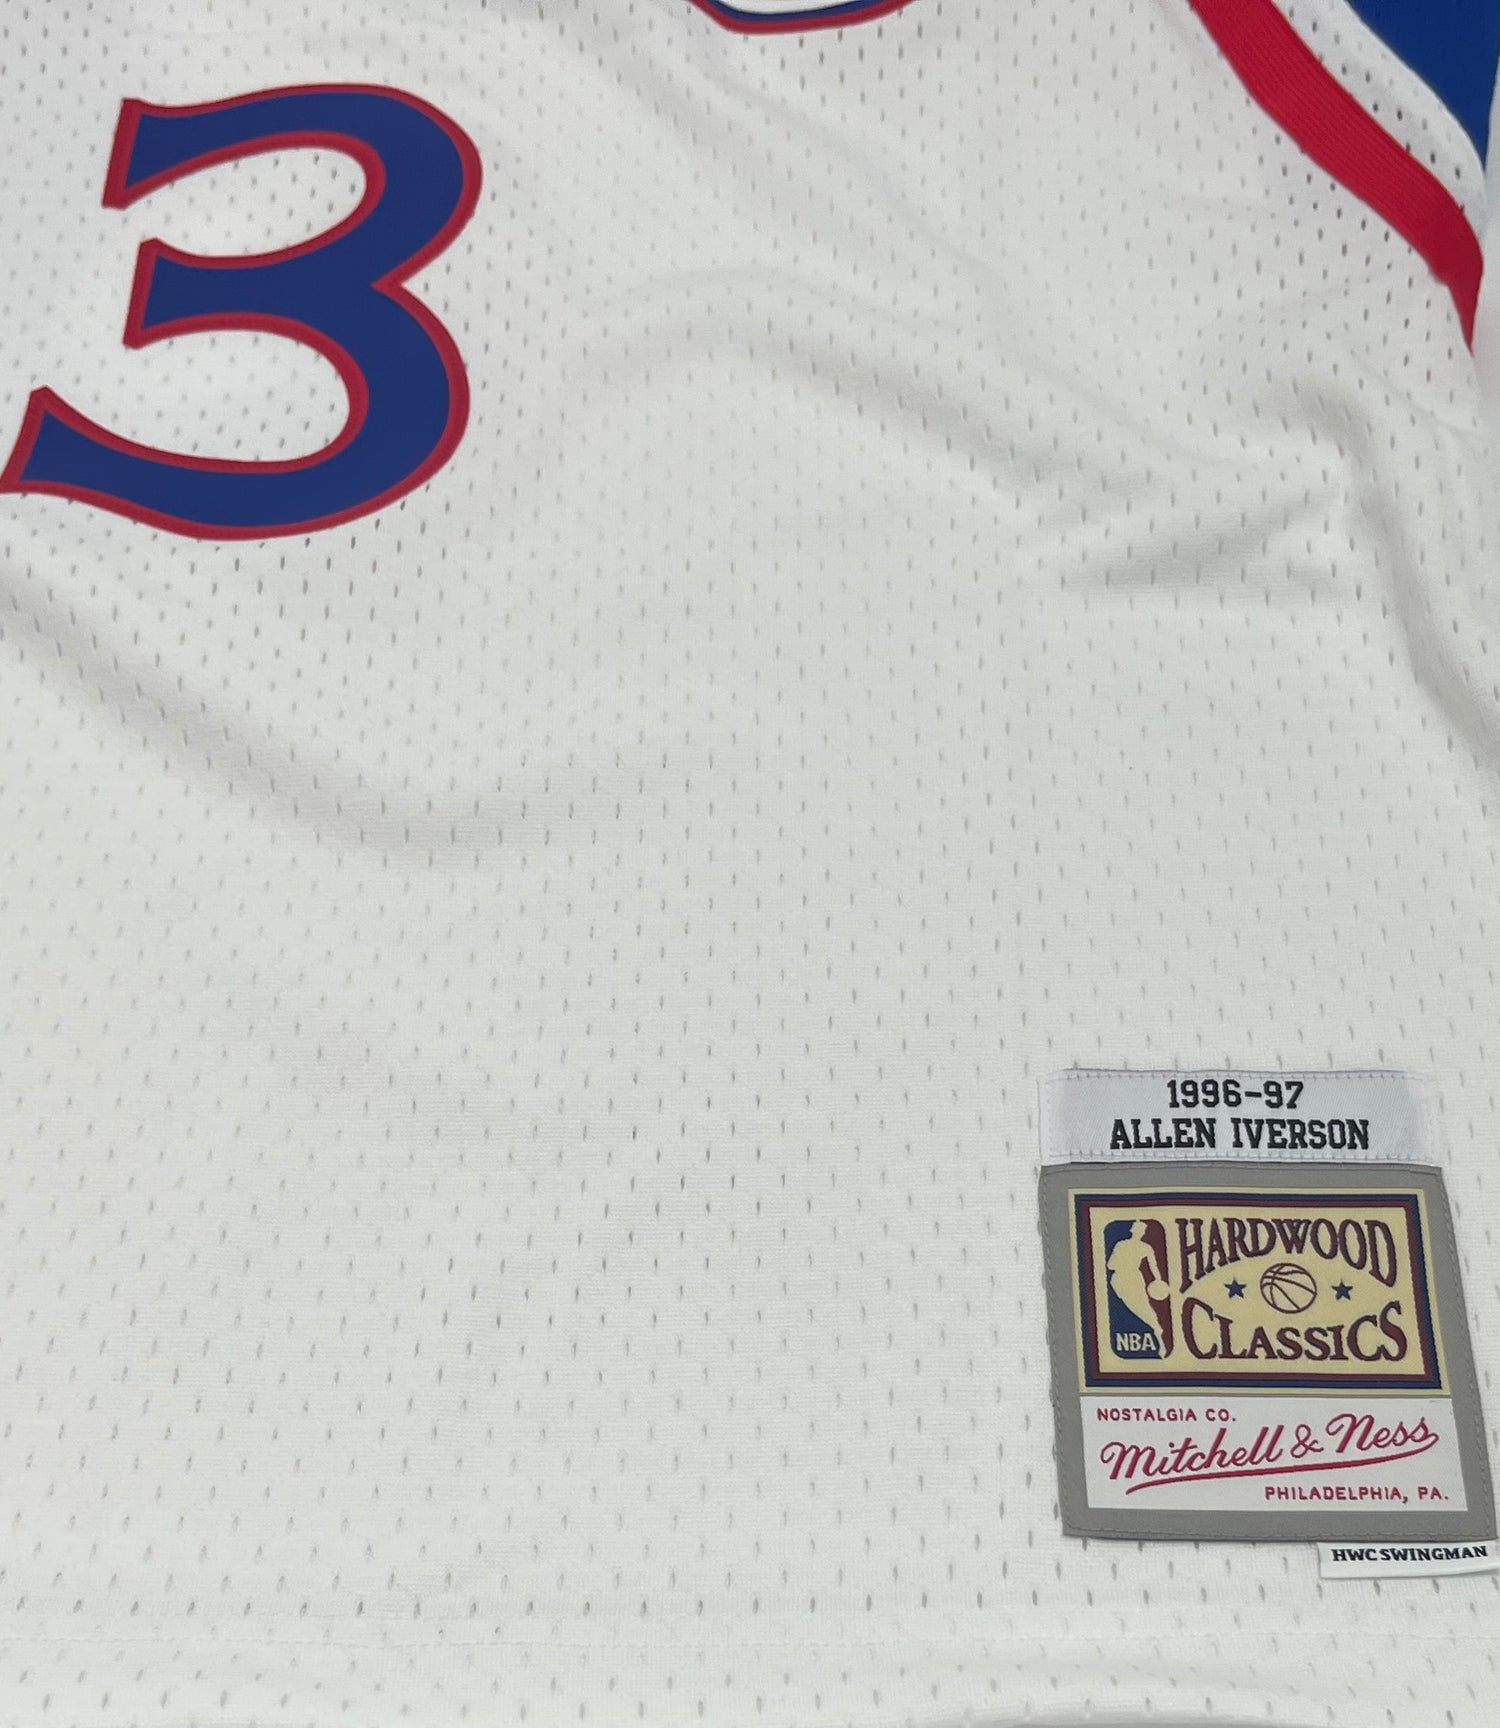 3
1996-97
ALLEN IVERSON
HARDWOOD
CLASSICS
NBA
NOSTALGIA CO.
Mitchell & Ness
PHILADELPHIA, PA.
HWC SWINGMAN